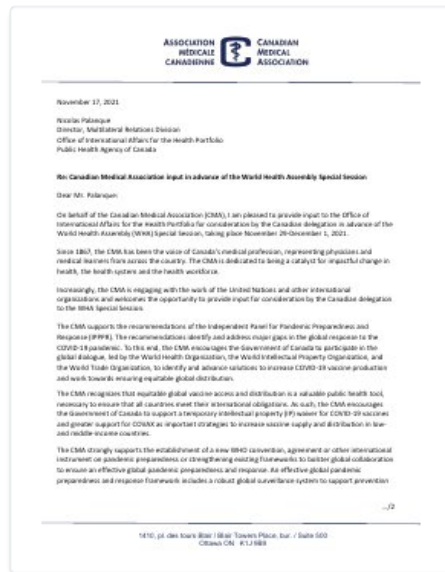 ASSOCIATION
MÉDICALE
CANADIENNE
CANADIAN
MEDICAL
ASSOCIATION
November 17, 2021
Nicolas Palanque
Director, Multilateral Relations Division
Office of International Affairs for the Health Portfolio
Public Health Agency of Canada
Re: Canadian Medical Association input in advance of the World Health Assembly Special Session
Dear Mr. Palanque:
On behalf of the Canadian Medical Association (CMA), I am pleased to provide input to the Office of
International Affairs for the Health Portfolio for consideration by the Canadian delegation in advance of the
World Health Assembly (WHA) Special Session, taking place November 29-December 1, 2021.
Since 1867, the CMA has been the voice of Canada's medical profession, representing physicians and
medical learners from across the country. The CMA is dedicated to being a catalyst for impactful change in
health, the health system and the health workforce.
Increasingly, the CMA is engaging with the work of the United Nations and other international
organizations and welcomes the opportunity to provide input for consideration by the Canadian delegation
to the WHA Special Session.
The CMA supports the recommendations of the Independent Panel for Pandemic Preparedness and
Response (IPPPR). The recommendations identify and address major gaps in the global response to the
COVID-19 pandemic. To this end, the CMA encourages the Government of Canada to participate in the
global dialogue, led by the World Health Organization, the World Intellectual Property Organization, and
the World Trade Organization, to identify and advance solutions to increase COVID-19 vaccine production
and work towards ensuring equitable global distribution.
The CMA recognizes that equitable global vaccine access and distribution is a valuable public health tool,
necessary to ensure that all countries meet their international obligations. As such, the CMA encourages
the Government of Canada to support a temporary intellectual property (IP) waiver for COVID-19 vaccines
and greater support for COVAX as important strategies to increase vaccine supply and distribution in low-
and middle-income countries.
The CMA strongly supports the establishment of a new WHO convention, agreement or other international
instrument on pandemic preparedness or strengthening existing frameworks to bolster global collaboration
to ensure an effective global pandemic preparedness and response. An effective global pandemic
preparedness and response framework includes a robust global surveillance system to support prevention
.../2
1410, pl. des tours Blair / Blair Towers Place, bur. / Suite 500
Ottawa ON K1J 9B9